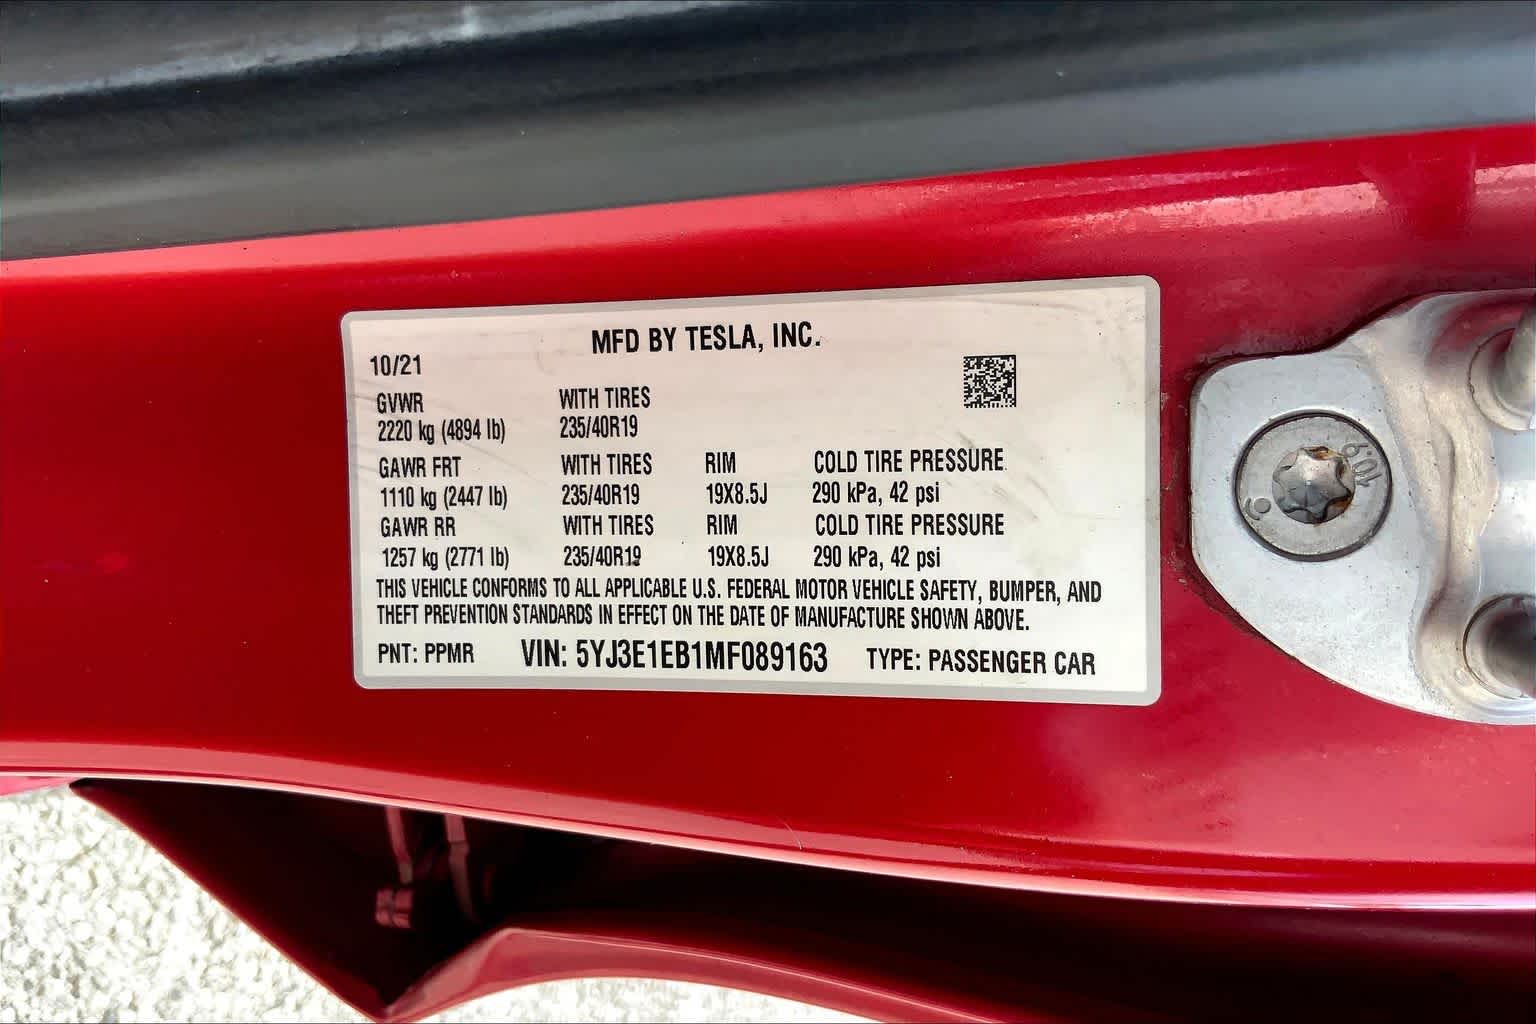 MFD BY TESLA, INC.
10/21
GVWR WITH TIRES
2220 kg (4894 lb) 235/40R19
GAWR FRT WITH TIRES RIM COLD TIRE PRESSURE
1110 kg (2447 lb) 235/40R19 19X8.5J 290 kPa, 42 psi
GAWR RR WITH TIRES RIM COLD TIRE PRESSURE
1257 kg (2771 lb) 235/40R19 19X8.5J 290 kPa, 42 psi
THIS VEHICLE CONFORMS TO ALL APPLICABLE U.S. FEDERAL MOTOR VEHICLE SAFETY, BUMPER, AND
THEFT PREVENTION STANDARDS IN EFFECT ON THE DATE OF MANUFACTURE SHOWN ABOVE.
PNT: PPMR VIN: 5YJ3E1EB1MF089163 TYPE: PASSENGER CAR
10.9